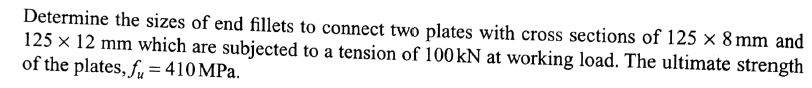 Determine the sizes of end fillets to connect two plates with cross sections of 125 × 8 mm and
125 × 12 mm which are subjected to a tension of 100 kN at working load. The ultimate strength
of the plates, fᵤ = 410 MPa.